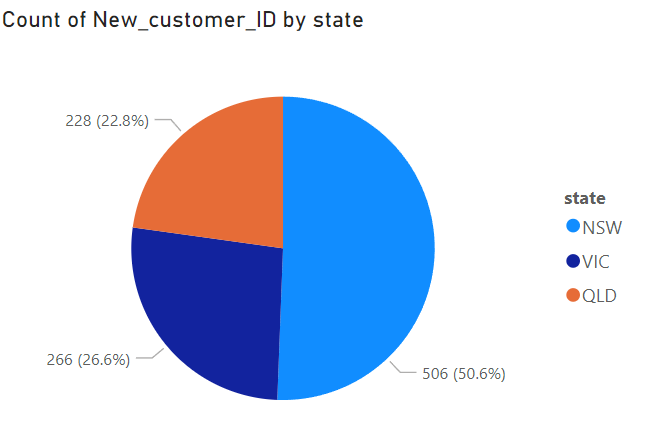 Count of New_customer_ID by state
228 (22.8%)
state
NSW
VIC
QLD
266 (26.6%)
506 (50.6%)